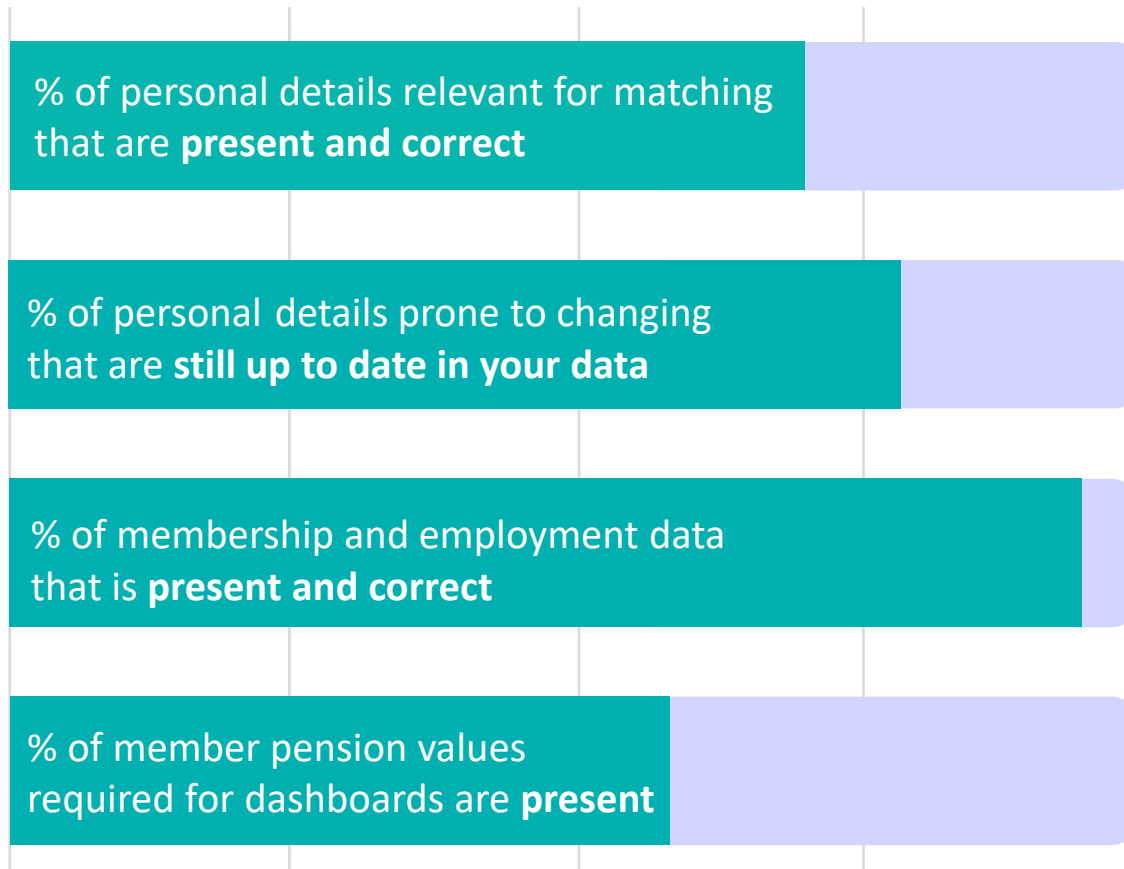 % of personal details relevant for matching
that are present and correct
% of personal details prone to changing
that are still up to date in your data
% of membership and employment data
that is present and correct
% of member pension values
required for dashboards are present